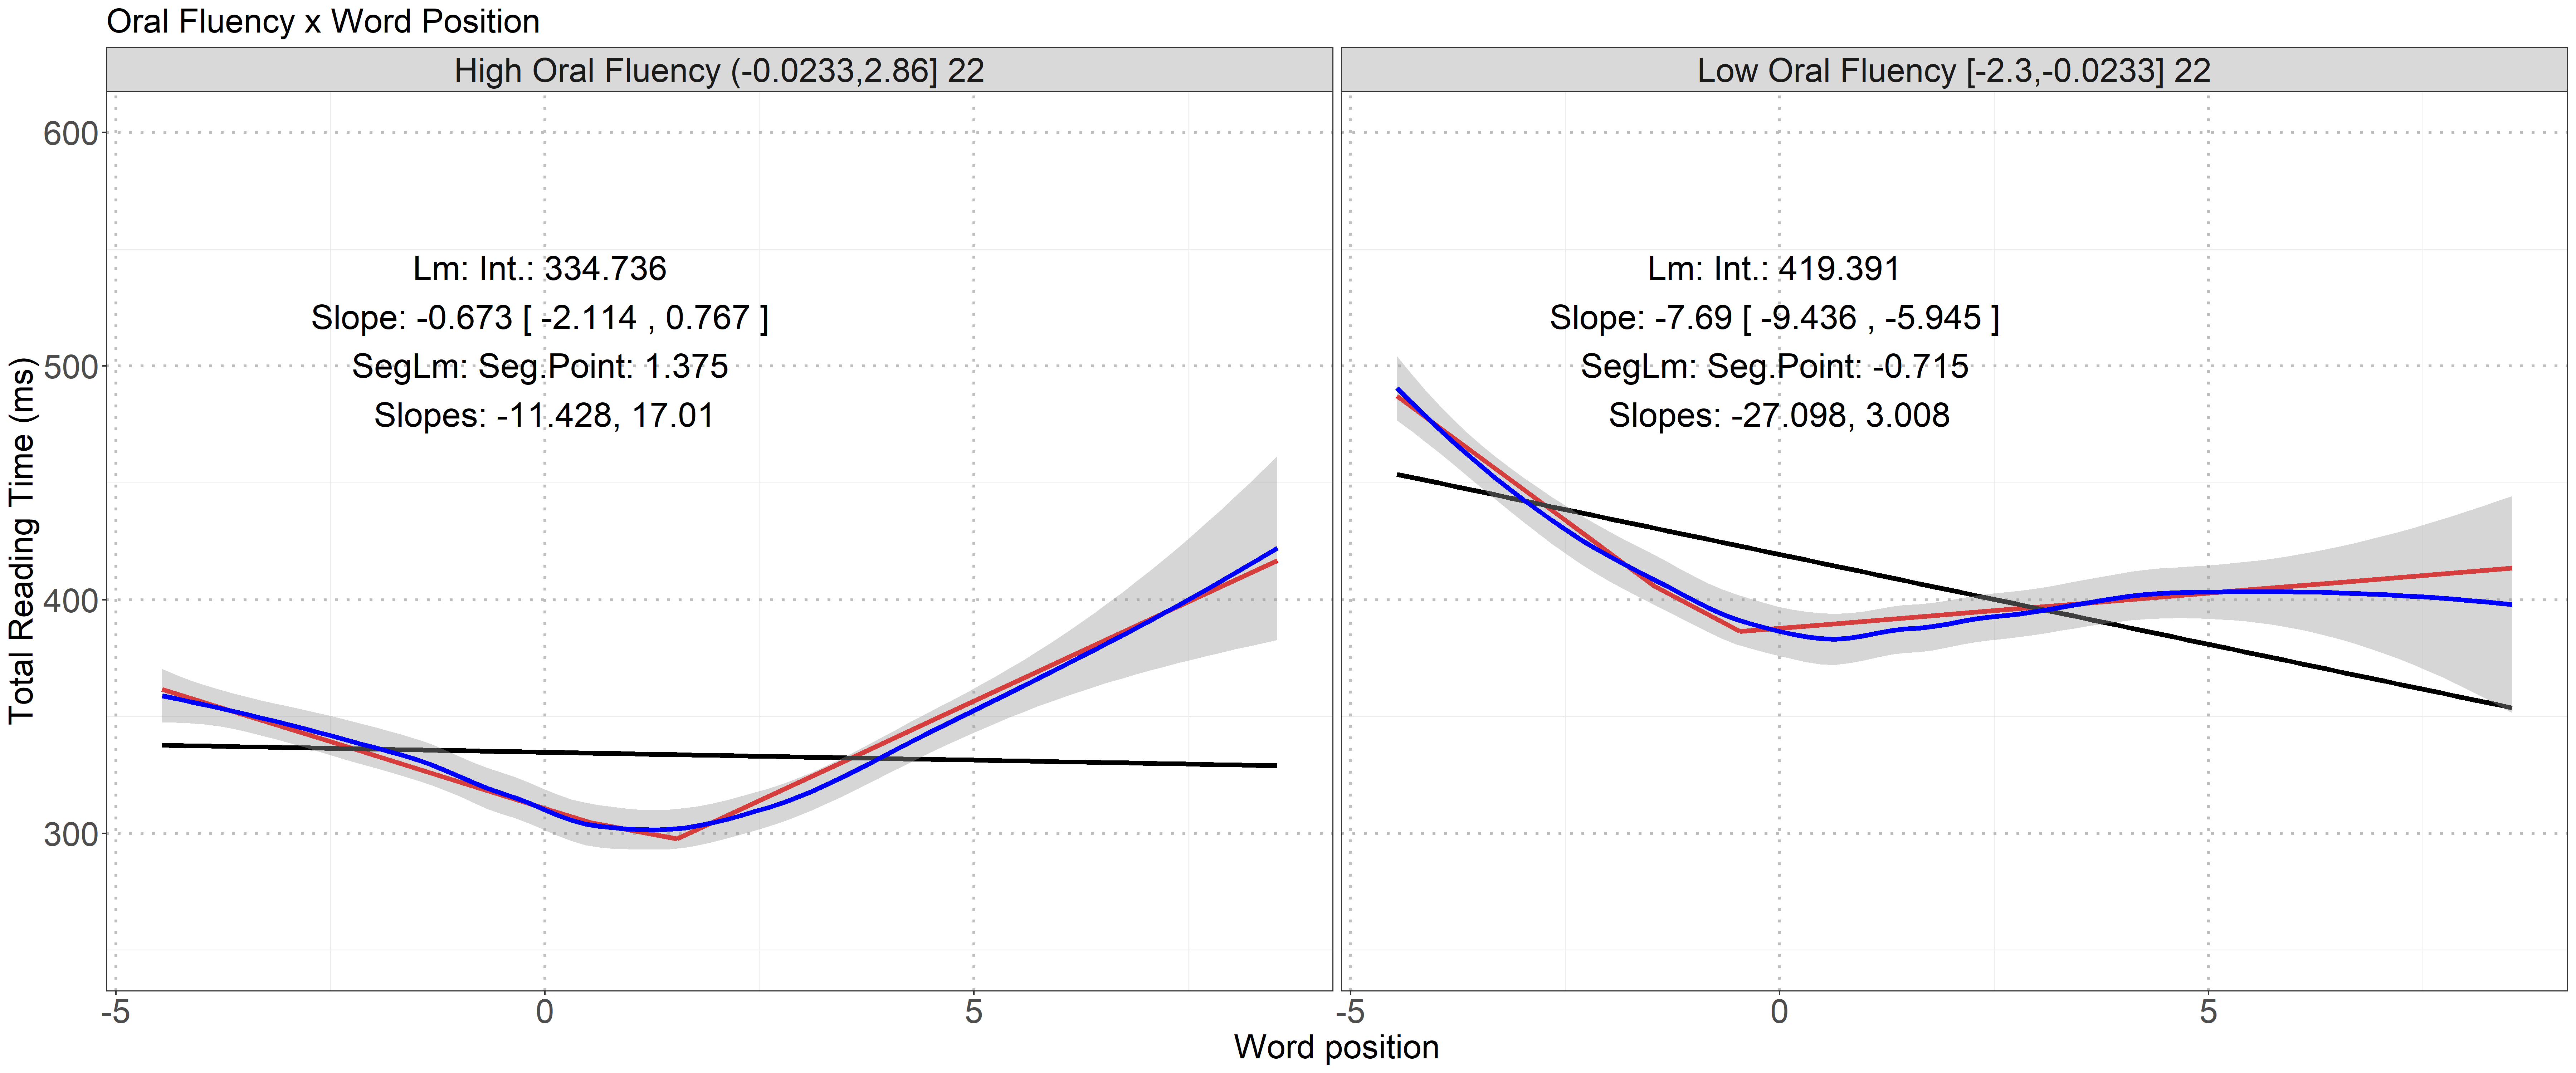 Oral Fluency x Word Position
High Oral Fluency (-0.0233,2.86] 22
Low Oral Fluency [-2.3,-0.0233] 22
Total Reading Time (ms)
600
500
400
300
Lm: Int.: 334.736
Slope: -0.673 [ -2.114 , 0.767 ]
SegLm: Seg.Point: 1.375
Slopes: -11.428, 17.01
Lm: Int.: 419.391
Slope: -7.69 [ -9.436 , -5.945 ]
SegLm: Seg.Point: -0.715
Slopes: -27.098, 3.008
-5 0 5
-5 0 5
Word position